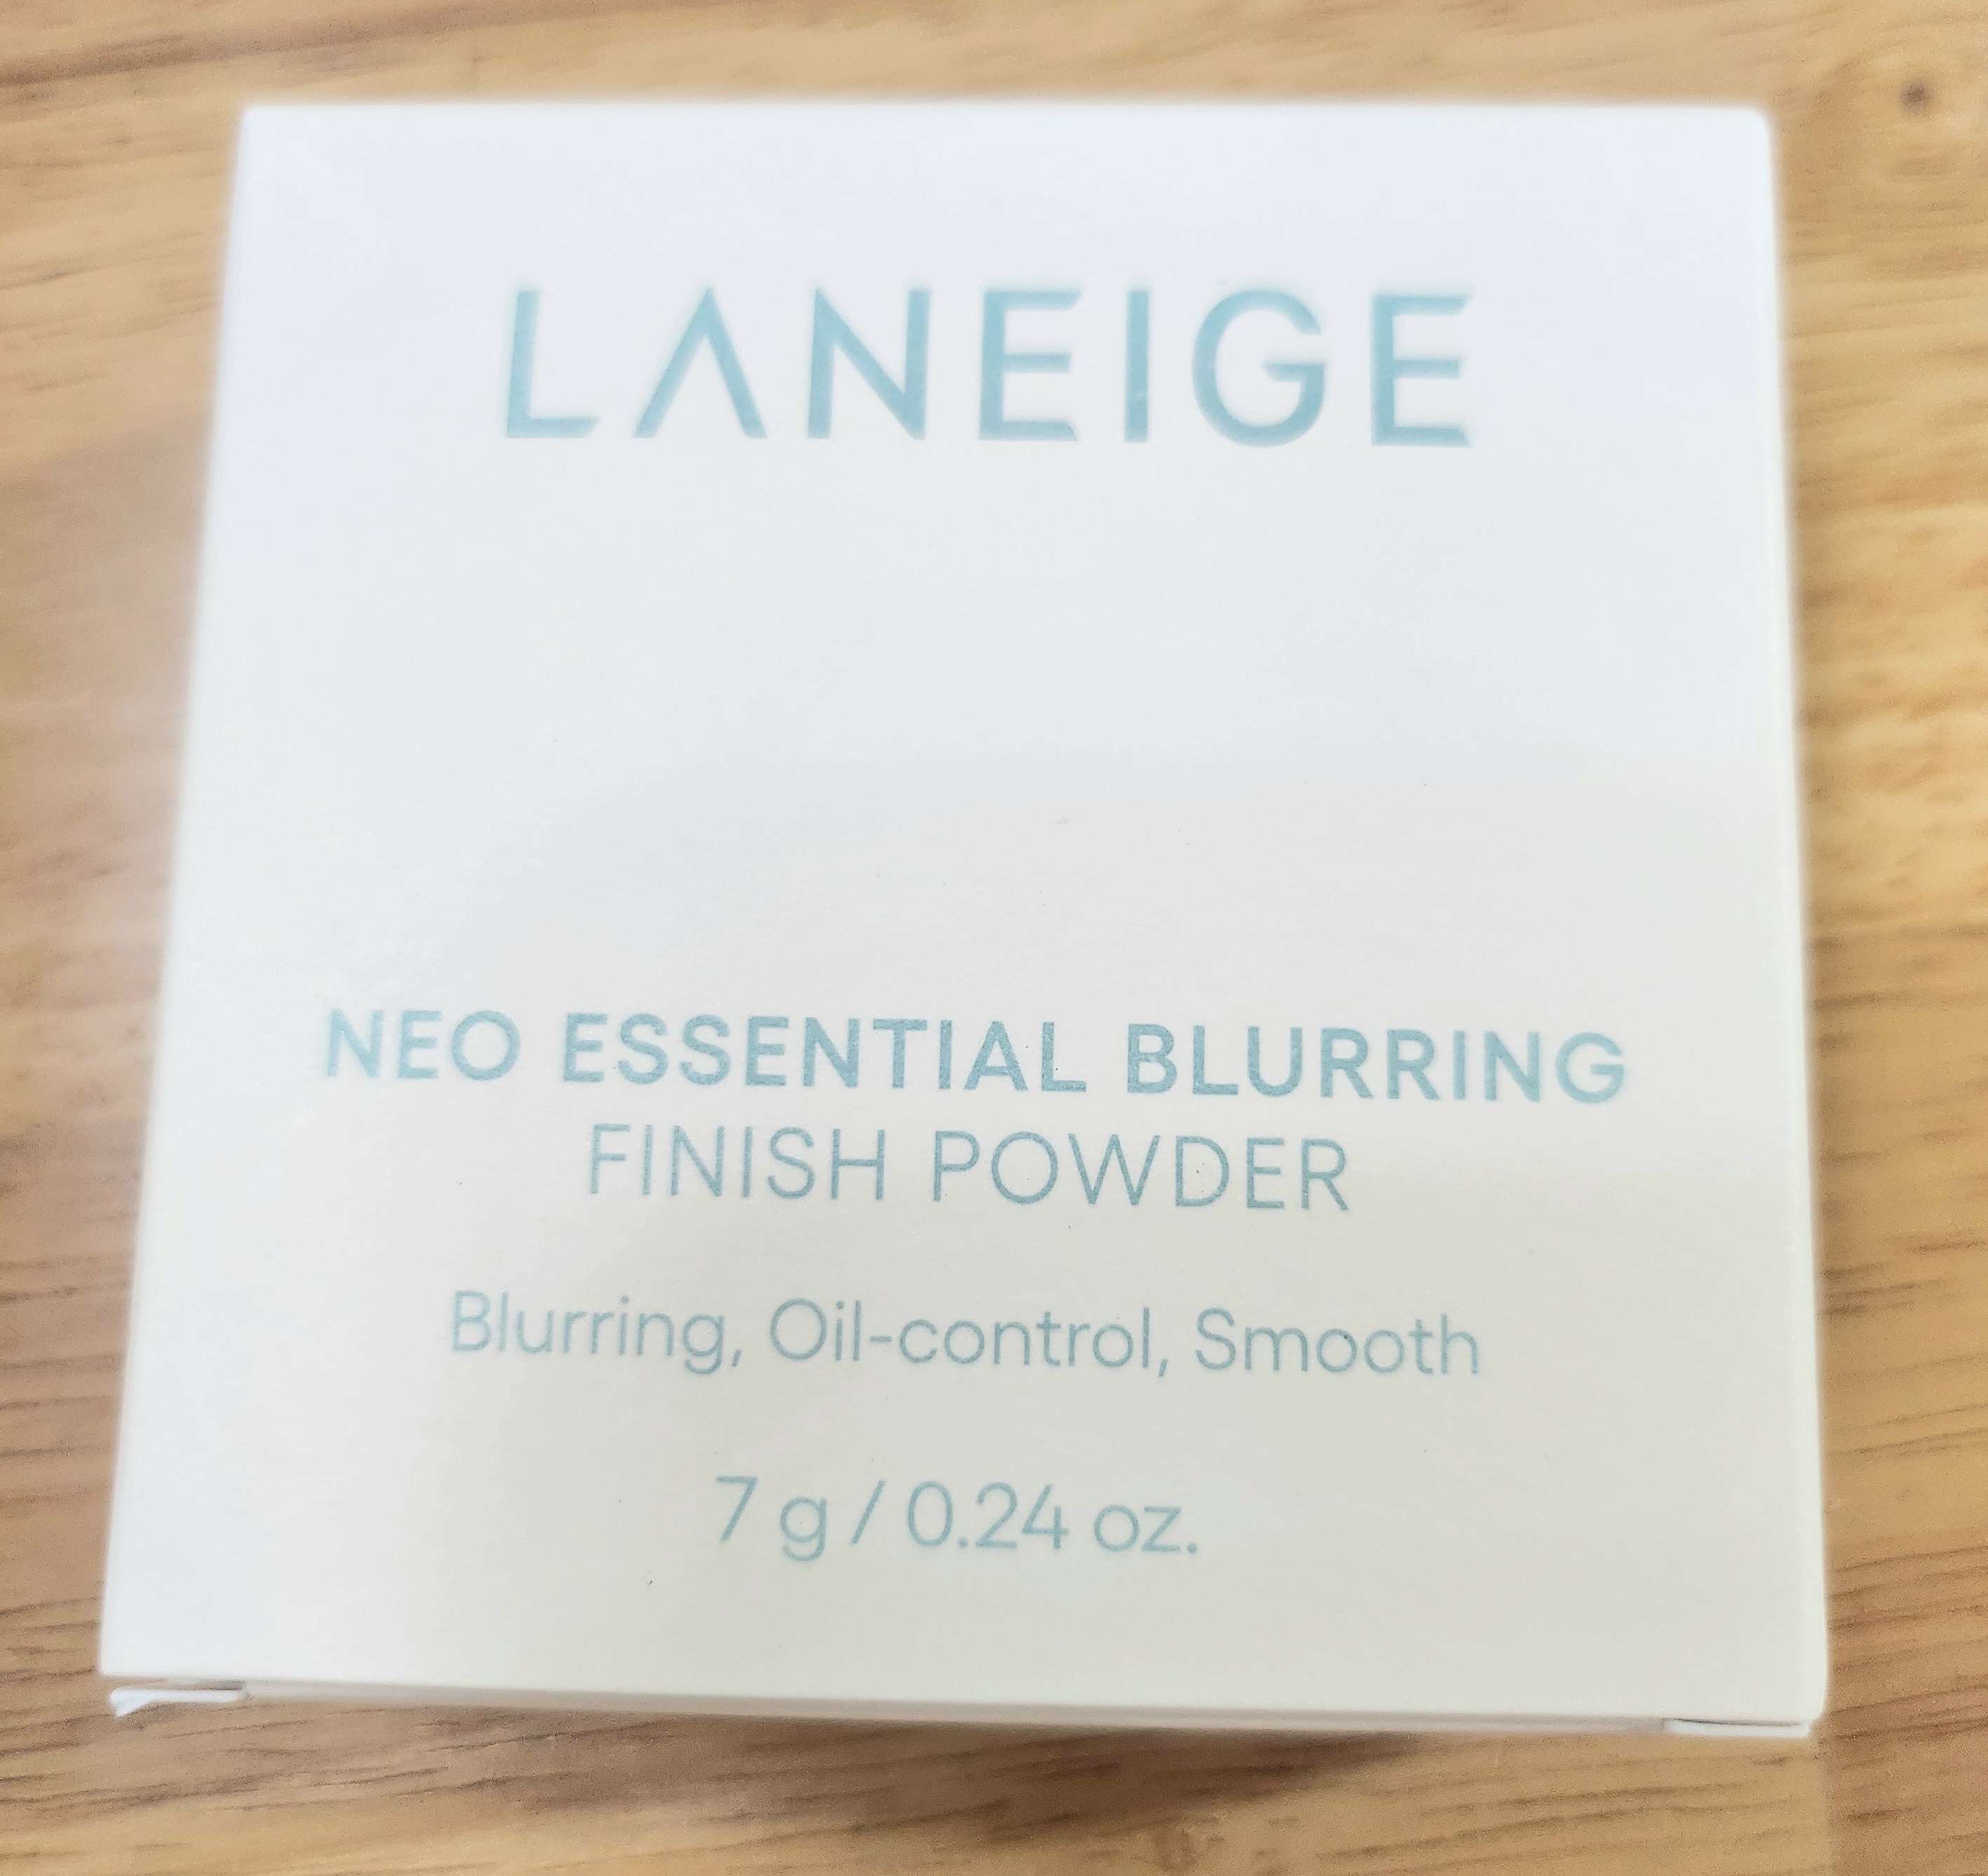 LANEIGE
NEO ESSENTIAL BLURRING
FINISH POWDER
Blurring, Oil-control, Smooth
7 g / 0.24 oz.